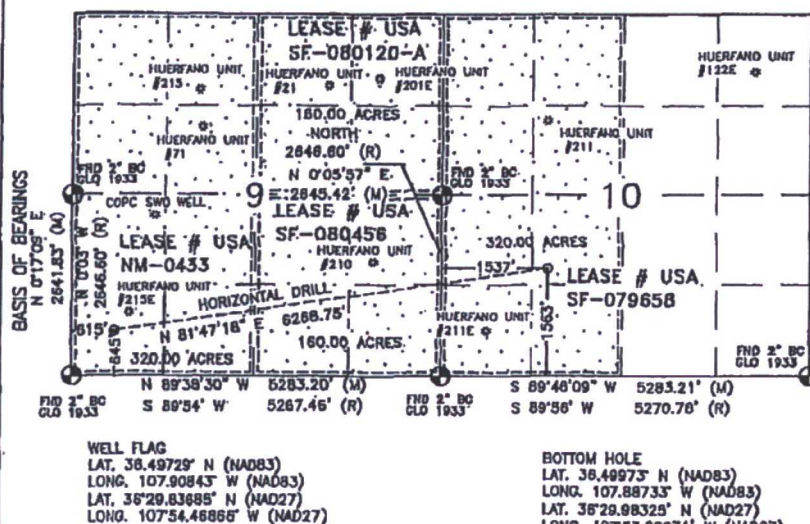 LEASE # USA
SF-080120-A
HUERFANO UNIT
#213
HUERFANO UNIT
#21
HUERFANO UNIT
#201E
HUERFANO UNIT
#122E
160.00 ACRES
HUERFANO UNIT
#71
NORTH
2646.60' (R)
HUERFANO UNIT
#211
N 0'05'57" E
2645.42' (M)
FND 2" BC
GLO 1933
FND 2" BC
GLO 1933
9
10
COPC SWD WELL
BASIS OF BEARINGS
N 0'17'09" E
2641.83' (M)
N 0'03' W
2646.60' (R)
LEASE # USA
NM-0433
LEASE # USA
SF-080456
HUERFANO UNIT
#210
320.00 ACRES
1537'
LEASE # USA
SF-079658
HUERFANO UNIT
#215E
HORIZONTAL DRILL
N 81'47'18" E
6268.75'
HUERFANO UNIT
#211E
1563'
615'
645'
320.00 ACRES
160.00 ACRES
FND 2" BC
GLO 1933
FND 2" BC
GLO 1933
N 89'38'30" W 5283.20' (M)
S 89'54' W 5267.46' (R)
FND 2" BC
GLO 1933
S 89'48'09" W 5283.21' (M)
S 89'56' W 5270.76' (R)
WELL FLAG
LAT. 36.49729° N (NAD83)
LONG. 107.90843° W (NAD83)
LAT. 36'29.83685' N (NAD27)
LONG. 107'54.46866' W (NAD27)
BOTTOM HOLE
LAT. 36.49973° N (NAD83)
LONG. 107.88733° W (NAD83)
LAT. 36'29.98325' N (NAD27)